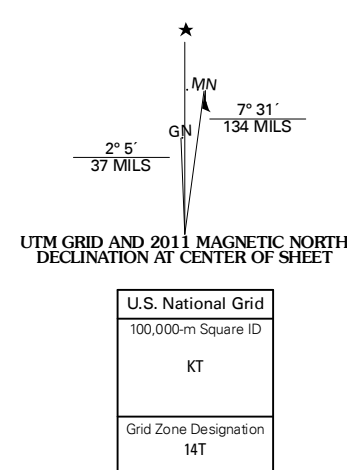 MN
7° 31´
134 MILS
GN
2° 5´
37 MILS
UTM GRID AND 2011 MAGNETIC NORTH
DECLINATION AT CENTER OF SHEET
U.S. National Grid
100,000-m Square ID
KT
Grid Zone Designation
14T